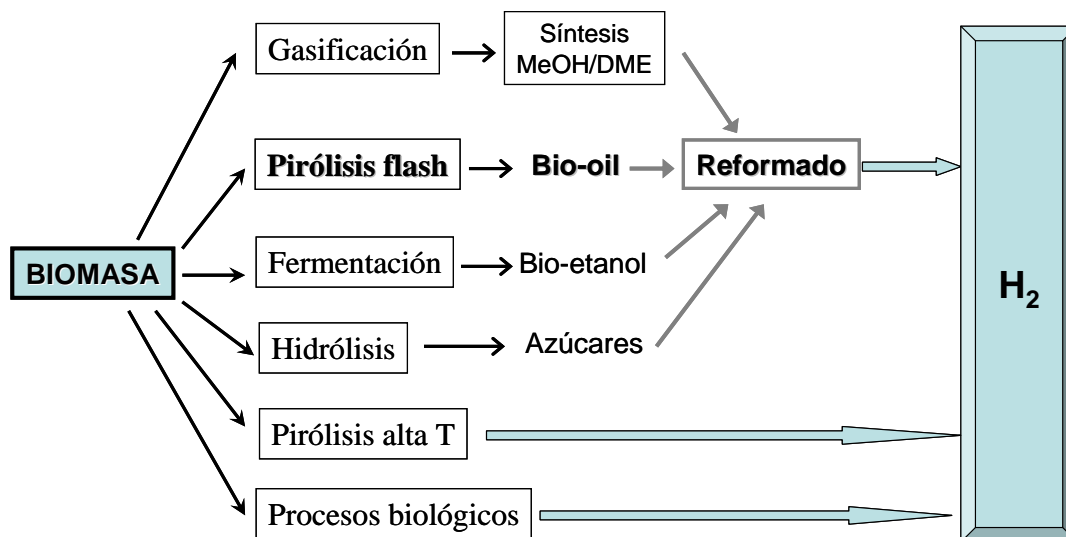 Gasificación
Síntesis
MeOH/DME
Pirólisis flash
Bio-oil
Reformado
BIOMASA
Fermentación
Bio-etanol
H₂
Hidrólisis
Azúcares
Pirólisis alta T
Procesos biológicos